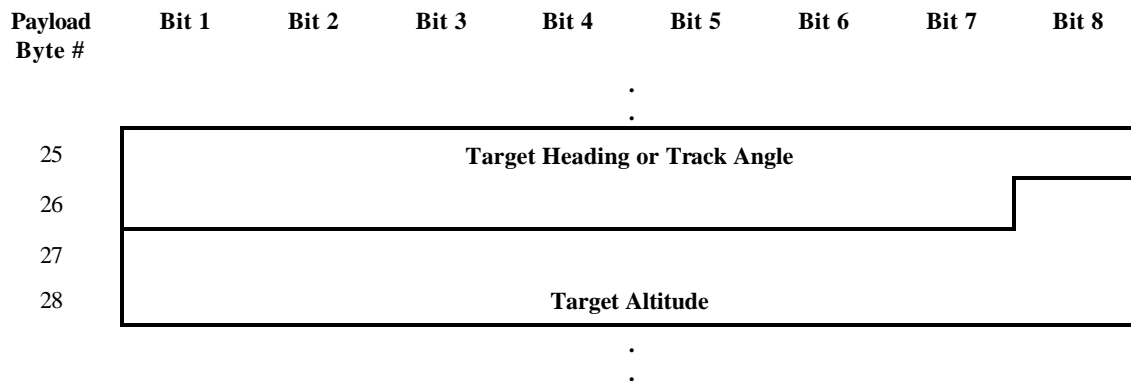 Payload Byte # Bit 1 Bit 2 Bit 3 Bit 4 Bit 5 Bit 6 Bit 7 Bit 8
.
.
25 Target Heading or Track Angle
26
27
28 Target Altitude
.
.